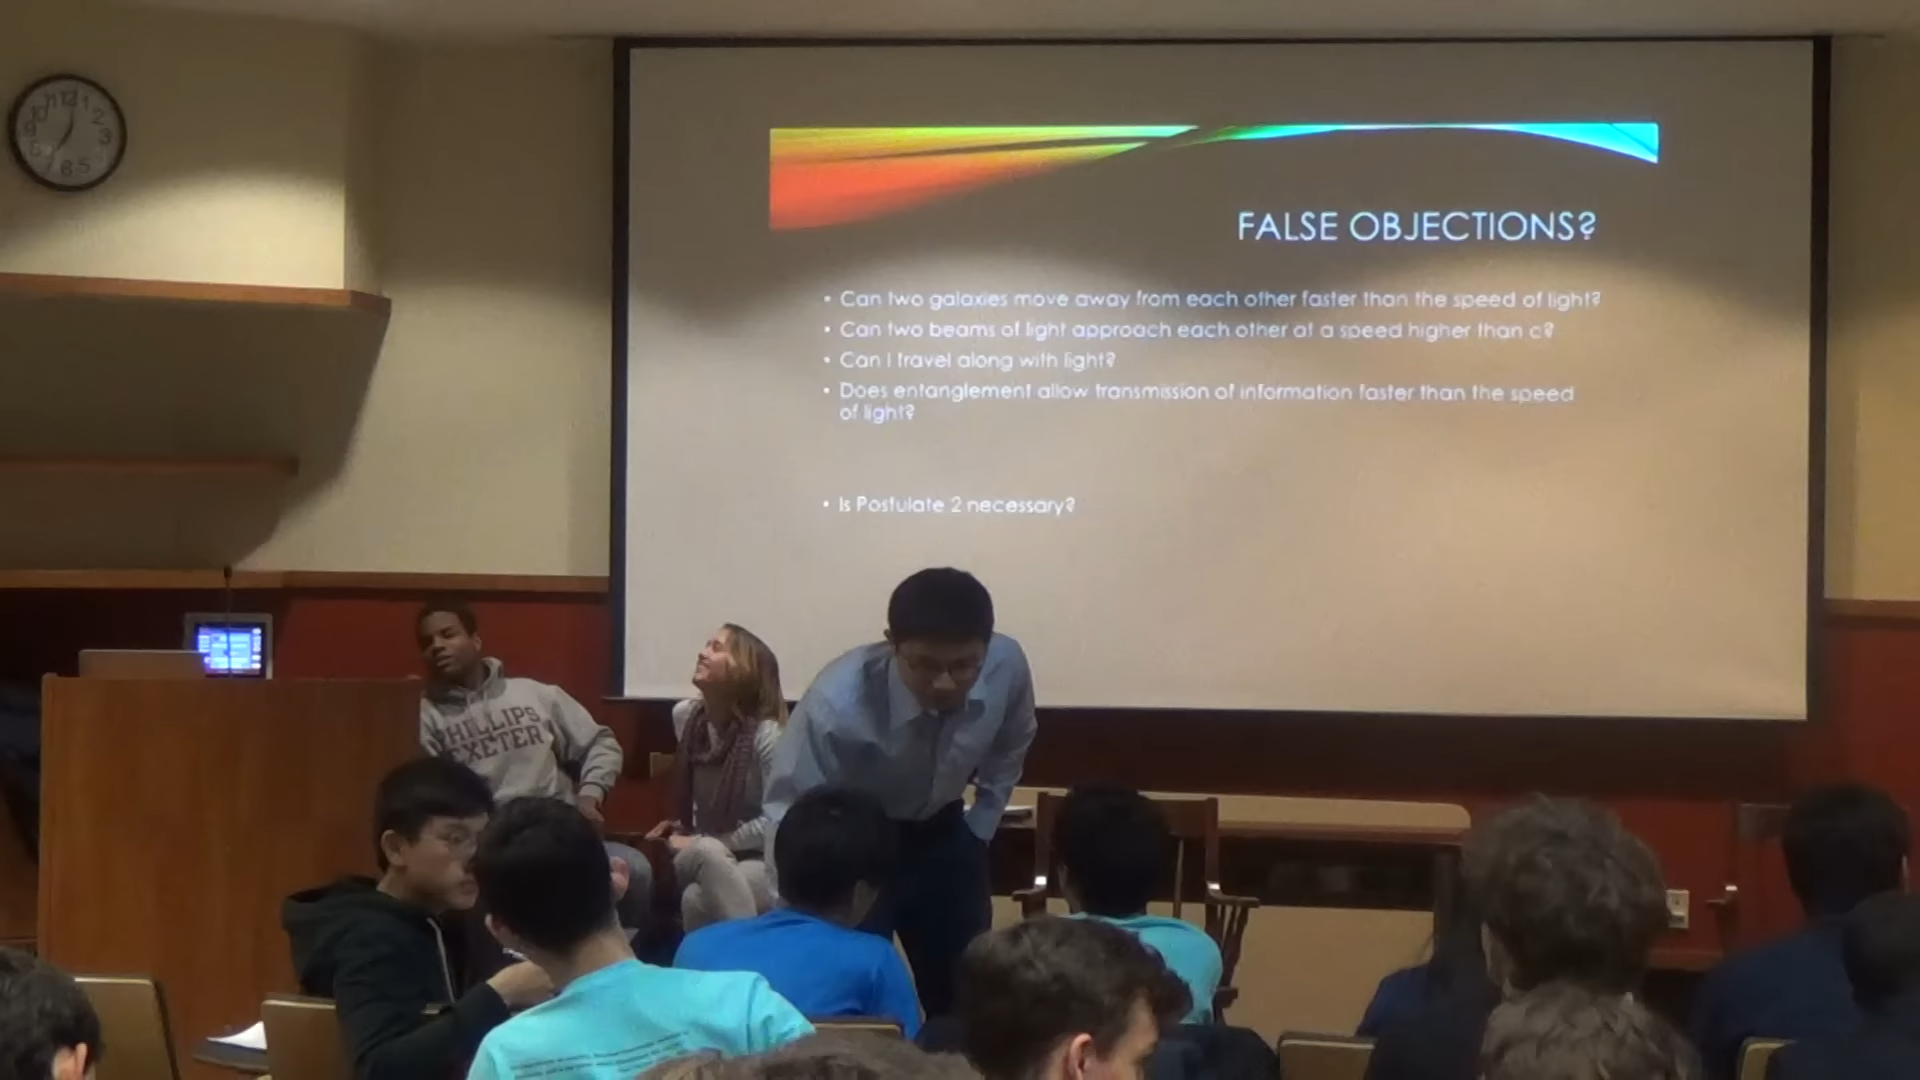 FALSE OBJECTIONS?
• Can two galaxies move away from each other faster than the speed of light?
• Can two beams of light approach each other at a speed higher than c?
• Can I travel along with light?
• Does entanglement allow transmission of information faster than the speed
of light?
• Is Postulate 2 necessary?
PHILLIPS
EXETER